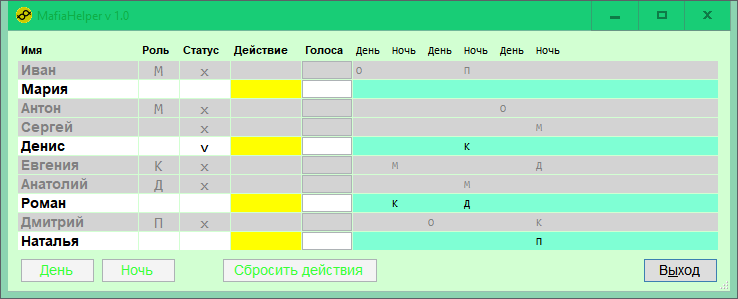 MafiaHelper v 1.0
Имя Роль Статус Действие Голоса День Ночь День Ночь День Ночь
Иван М x о п
Мария
Антон М x о
Сергей x м
Денис v к
Евгения К x м д
Анатолий Д x м
Роман к д
Дмитрий П x о к
Наталья п
День Ночь Сбросить действия Выход